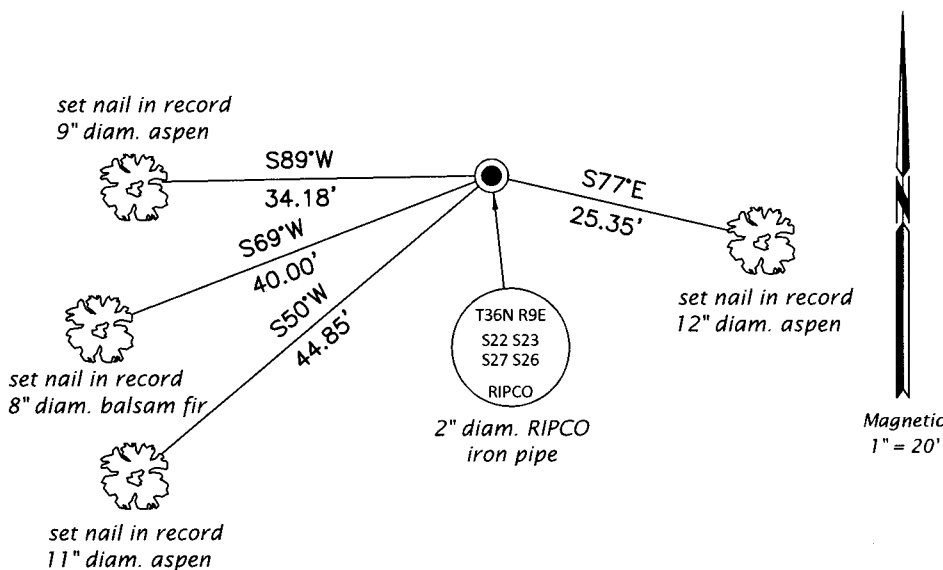 set nail in record
9" diam. aspen
S89°W
34.18'
S77°E
25.35'
N
S69°W
40.00'
S50°W
44.85'
set nail in record
12" diam. aspen
T36N R9E
S22 S23
S27 S26
RIPCO
set nail in record
8" diam. balsam fir
2" diam. RIPCO
iron pipe
Magnetic
1" = 20'
set nail in record
11" diam. aspen